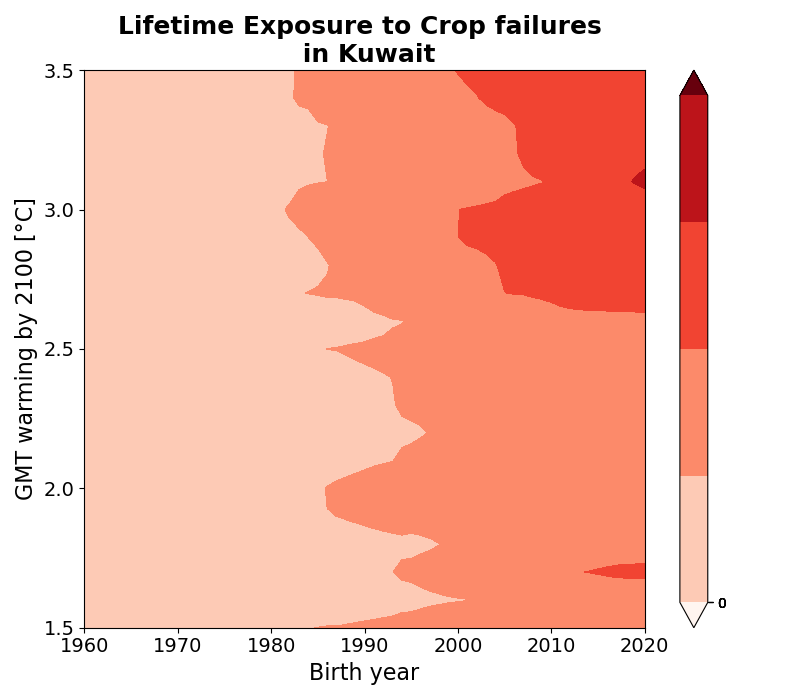 Lifetime Exposure to Crop failures
in Kuwait
GMT warming by 2100 [°C]
3.5
3.0
2.5
2.0
1.5
1960 1970 1980 1990 2000 2010 2020
Birth year
0